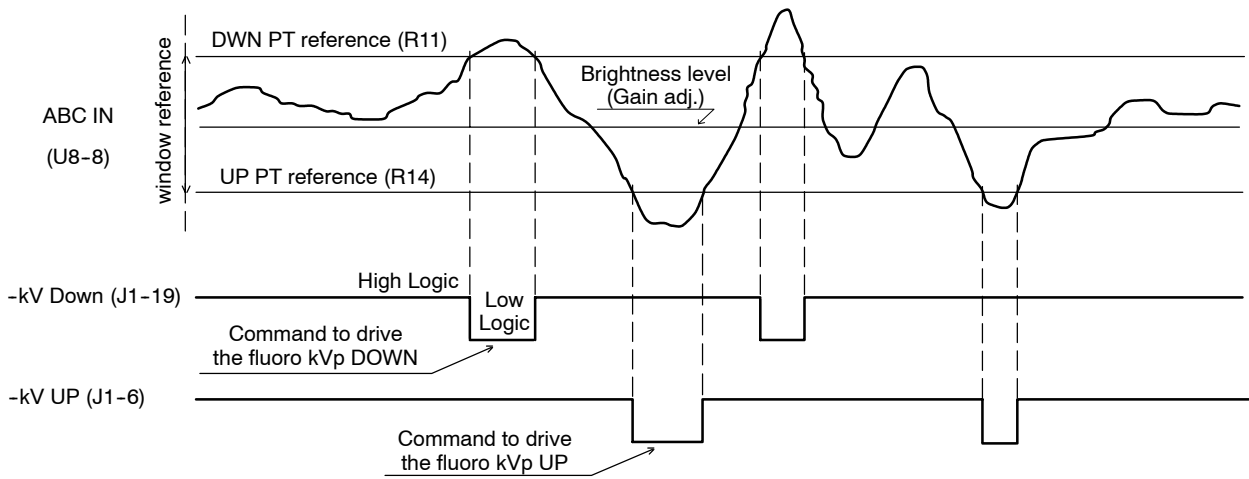 DWN PT reference (R11)
Brightness level
(Gain adj.)
ABC IN
(U8-8)
window reference
UP PT reference (R14)
High Logic
-kV Down (J1-19)
Low
Logic
Command to drive
the fluoro kVp DOWN
-kV UP (J1-6)
Command to drive
the fluoro kVp UP